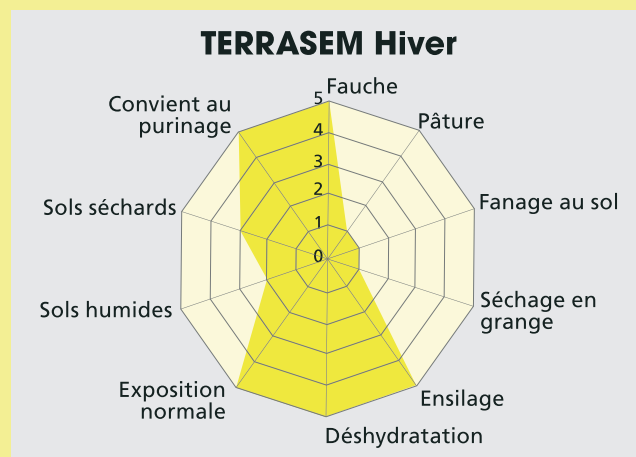 TERRASEM Hiver
Fauche
Pâture
Fanage au sol
Séchage en
grange
Ensilage
Déshydratation
Exposition
normale
Sols humides
Sols séchards
Convient au
purinage
5
4
3
2
1
0